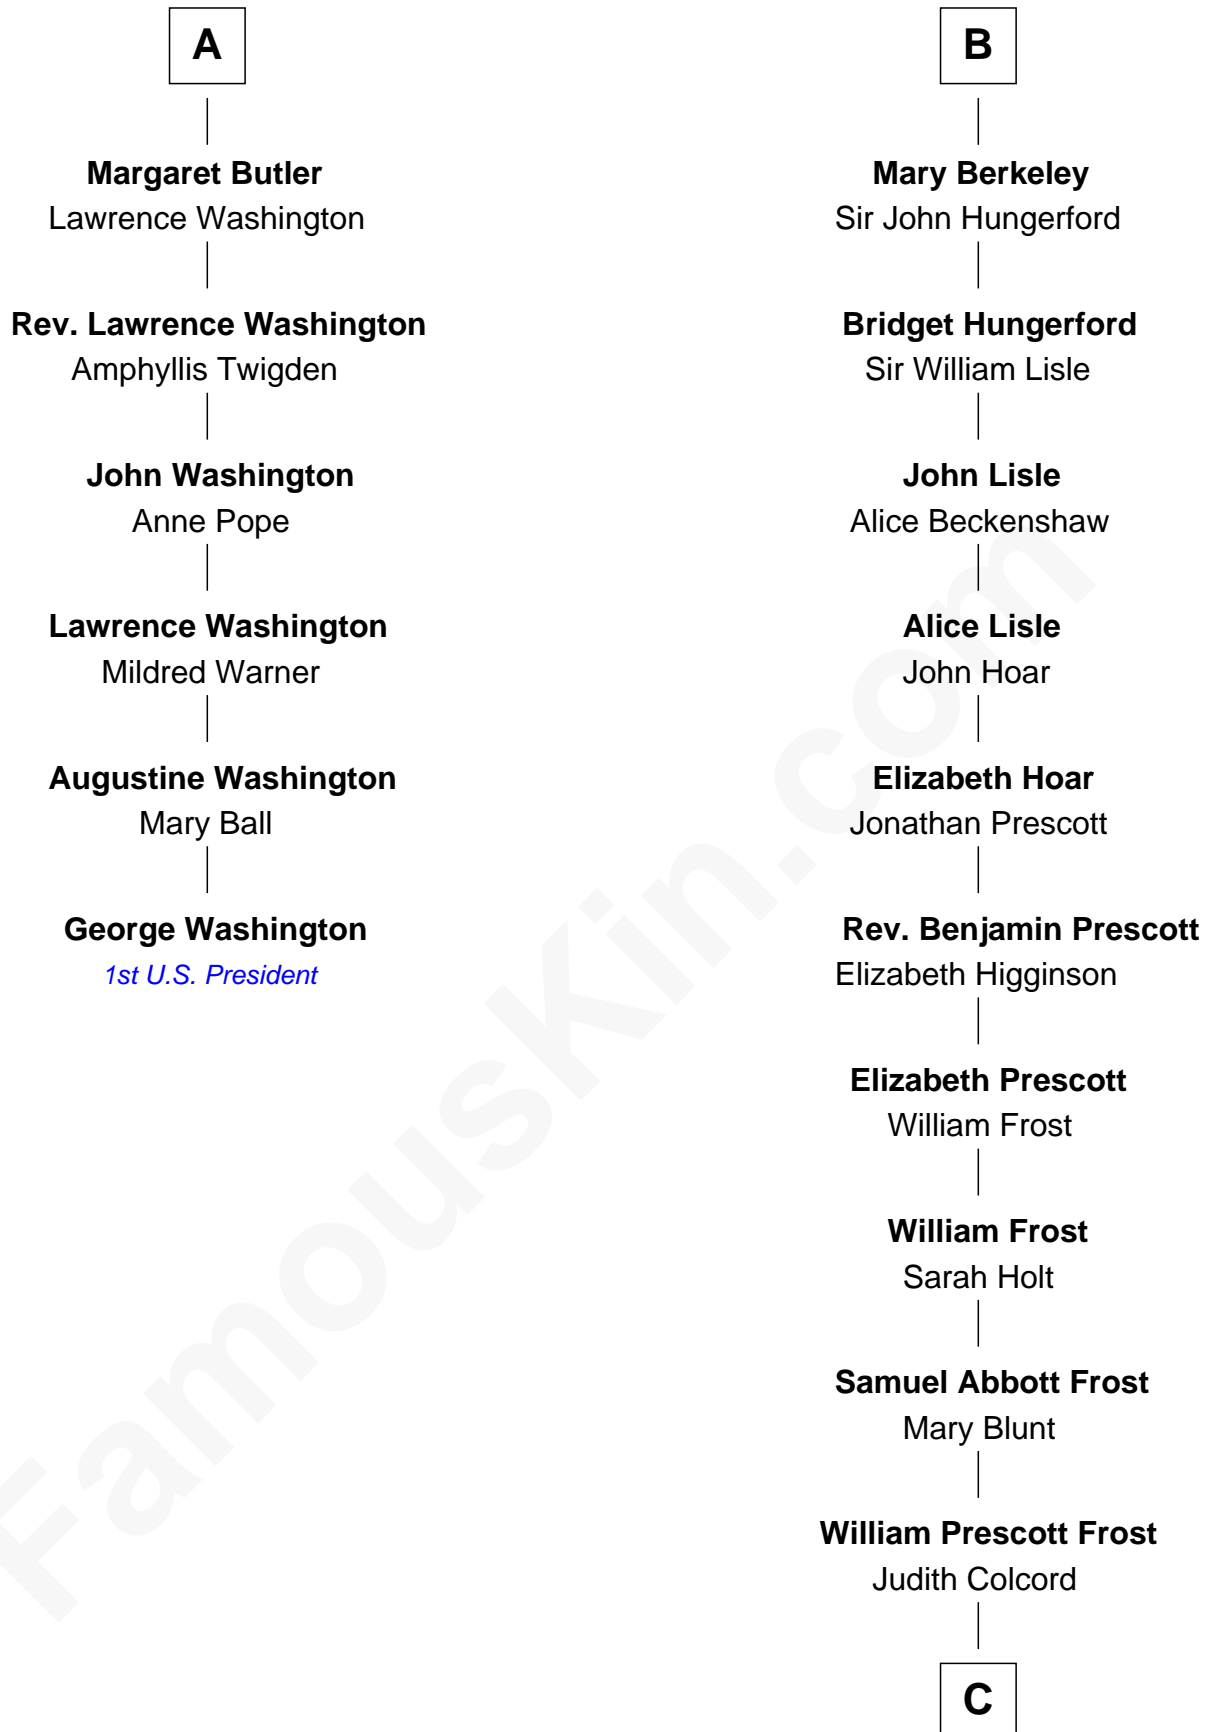 A
Margaret Butler
Lawrence Washington
Rev. Lawrence Washington
Amphyllis Twigden
John Washington
Anne Pope
Lawrence Washington
Mildred Warner
Augustine Washington
Mary Ball
George Washington
1st U.S. President
B
Mary Berkeley
Sir John Hungerford
Bridget Hungerford
Sir William Lisle
John Lisle
Alice Beckenshaw
Alice Lisle
John Hoar
Elizabeth Hoar
Jonathan Prescott
Rev. Benjamin Prescott
Elizabeth Higginson
Elizabeth Prescott
William Frost
William Frost
Sarah Holt
Samuel Abbott Frost
Mary Blunt
William Prescott Frost
Judith Colcord
C
FamousKin.com